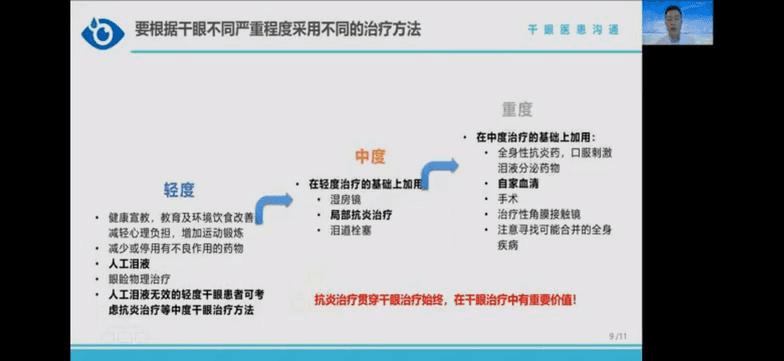 要根据干眼不同严重程度采用不同的治疗方法
干眼医患沟通
重度
• 在中度治疗的基础上加用：
• 全身性抗炎药，口服刺激
泪液分泌药物
• 自家血清
• 手术
• 治疗性角膜接触镜
• 注意寻找可能合并的全身
疾病
中度
• 在轻度治疗的基础上加用
• 湿房镜
• 局部抗炎治疗
• 泪道栓塞
轻度
• 健康宣教，教育及环境饮食改善
减轻心理负担，增加运动锻炼
• 减少或停用有不良作用的药物
• 人工泪液
• 眼睑物理治疗
• 人工泪液无效的轻度干眼患者可考
虑抗炎治疗等中度干眼治疗方法
抗炎治疗贯穿干眼治疗始终，在干眼治疗中有重要价值！
9 /11